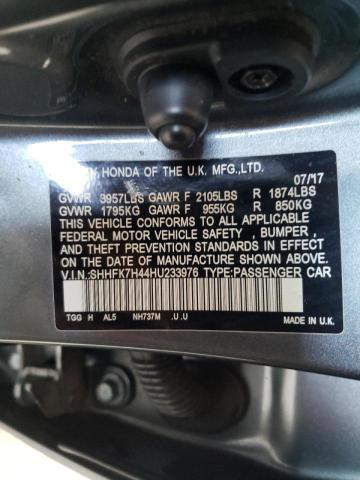 HONDA OF THE U.K. MFG.,LTD. 07/17
GVWR 3957LBS GAWR F 2105LBS R 1874LBS
GVWR 1795KG GAWR F 955KG R 850KG
THIS VEHICLE CONFORMS TO ALL APPLICABLE
FEDERAL MOTOR VEHICLE SAFETY , BUMPER ,
AND THEFT PREVENTION STANDARDS IN EFFECT
ON THE DATE OF MANUFACTURE SHOWN ABOVE.
V.I.N.:SHHFK7H44HU233976 TYPE:PASSENGER CAR
TGG H AL5 NH737M .U.U MADE IN U.K.